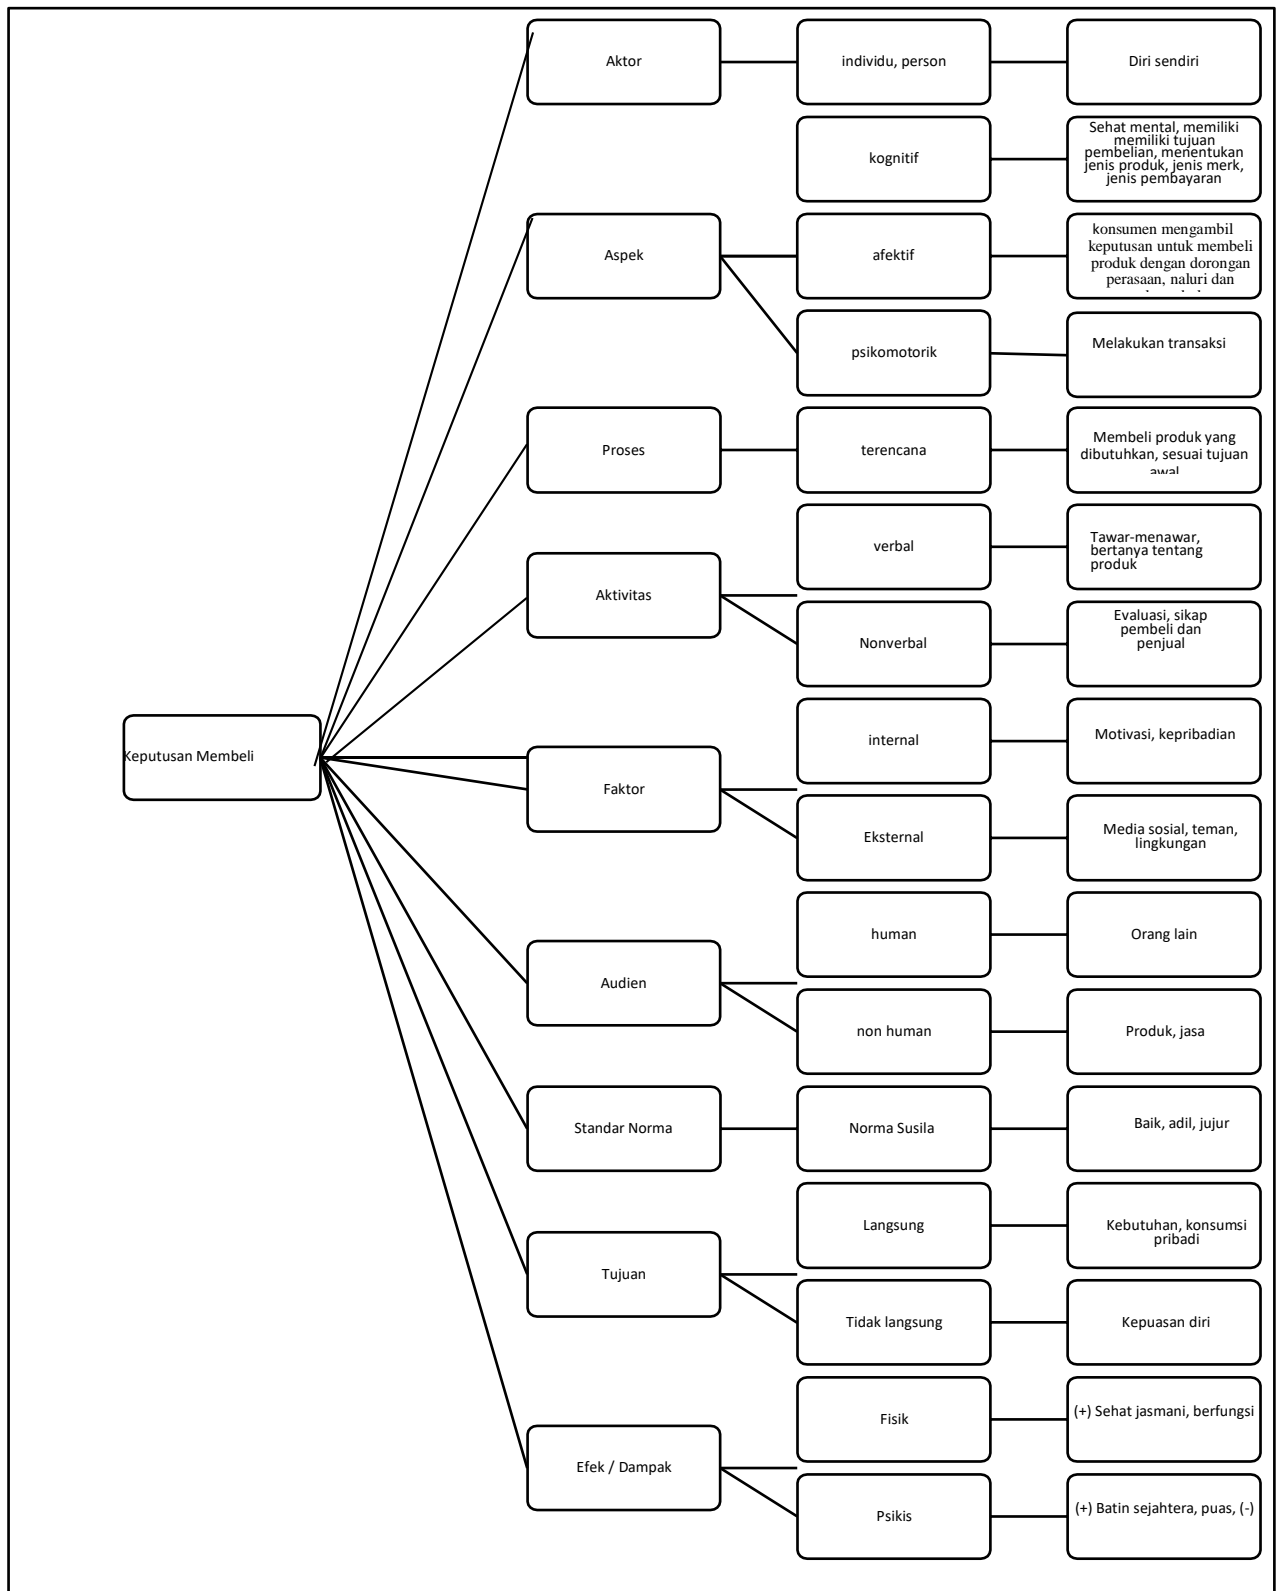 Aktor
individu, person
Diri sendiri
kognitif
Sehat mental, memiliki
memiliki tujuan
pembelian, menentukan
jenis produk, jenis merk,
jenis pembayaran
Aspek
afektif
konsumen mengambil
keputusan untuk membeli
produk dengan dorongan
perasaan, naluri dan
psikomotorik
Melakukan transaksi
Proses
terencana
Membeli produk yang
dibutuhkan, sesuai tujuan
awal
verbal
Tawar-menawar,
bertanya tentang
produk
Aktivitas
Nonverbal
Evaluasi, sikap
pembeli dan
penjual
Keputusan Membeli
internal
Motivasi, kepribadian
Faktor
Eksternal
Media sosial, teman,
lingkungan
human
Orang lain
Audien
non human
Produk, jasa
Standar Norma
Norma Susila
Baik, adil, jujur
Langsung
Kebutuhan, konsumsi
pribadi
Tujuan
Tidak langsung
Kepuasan diri
Fisik
(+) Sehat jasmani, berfungsi
Efek / Dampak
Psikis
(+) Batin sejahtera, puas, (-)